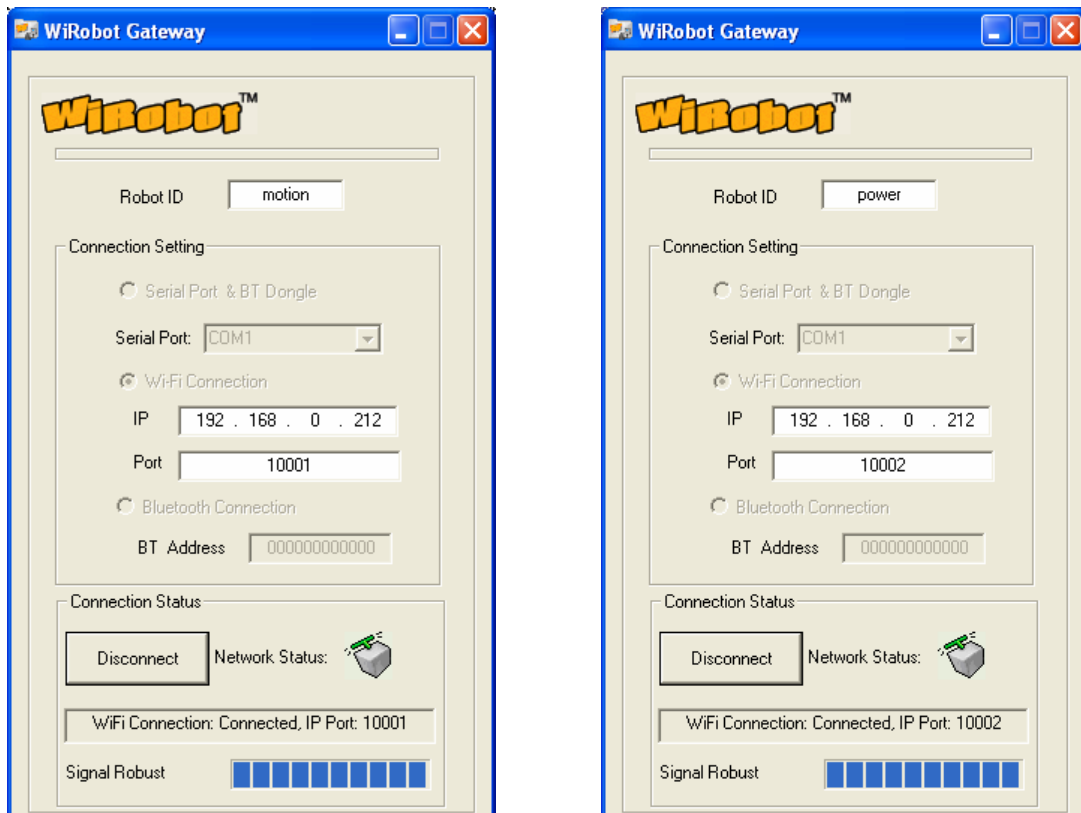 WiRobot Gateway
WiRobot™
Robot ID motion
Connection Setting
Serial Port & BT Dongle
Serial Port: COM1
Wi-Fi Connection
IP 192 . 168 . 0 . 212
Port 10001
Bluetooth Connection
BT Address 000000000000
Connection Status
Disconnect Network Status:
WiFi Connection: Connected, IP Port: 10001
Signal Robust
WiRobot Gateway
WiRobot™
Robot ID power
Connection Setting
Serial Port & BT Dongle
Serial Port: COM1
Wi-Fi Connection
IP 192 . 168 . 0 . 212
Port 10002
Bluetooth Connection
BT Address 000000000000
Connection Status
Disconnect Network Status:
WiFi Connection: Connected, IP Port: 10002
Signal Robust